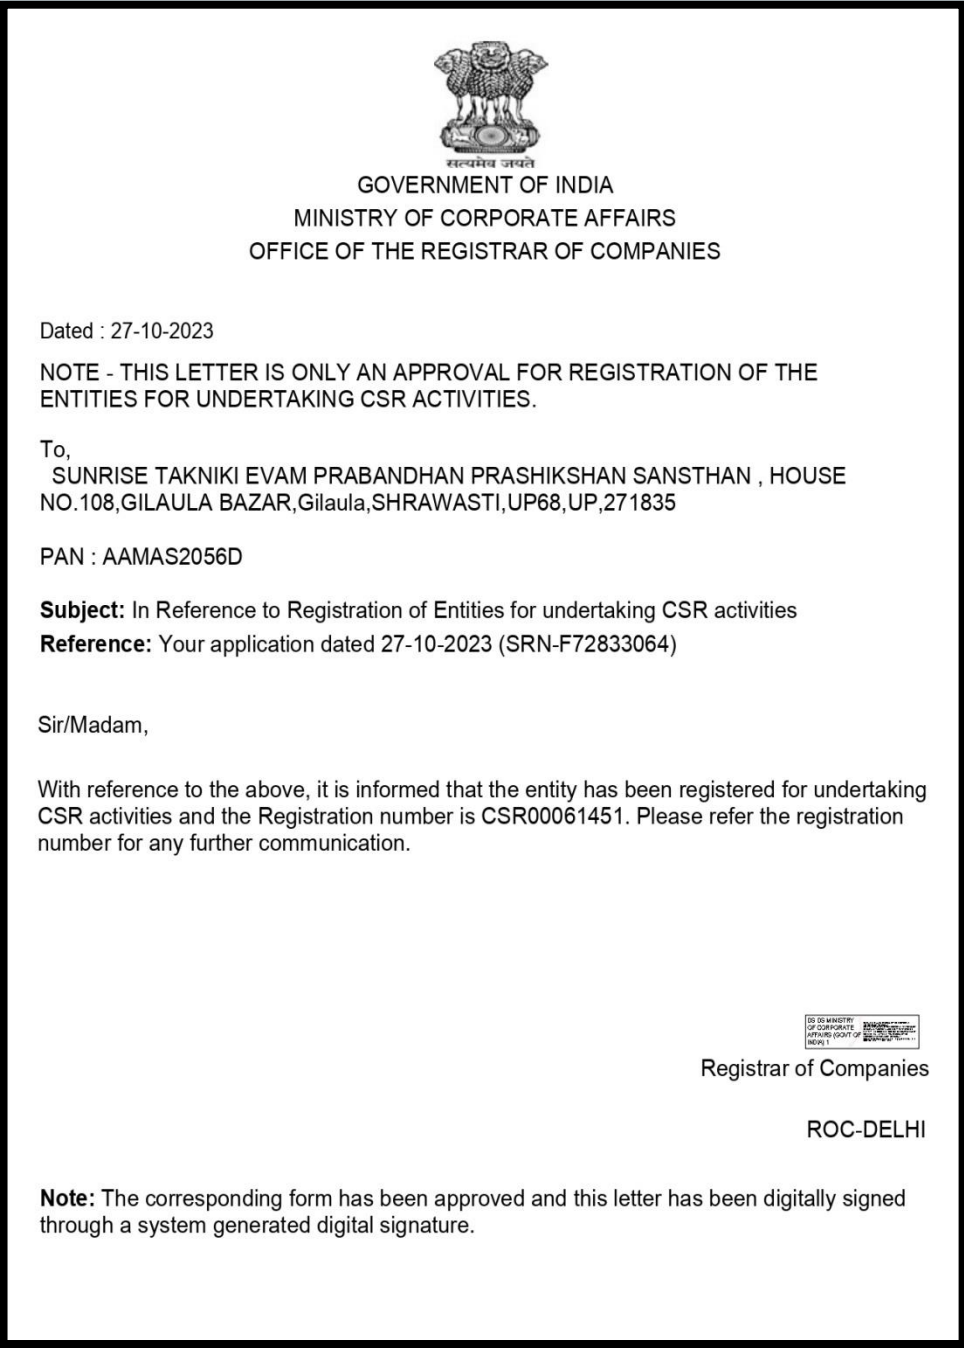 सत्यमेव जयते
GOVERNMENT OF INDIA
MINISTRY OF CORPORATE AFFAIRS
OFFICE OF THE REGISTRAR OF COMPANIES
Dated : 27-10-2023
NOTE - THIS LETTER IS ONLY AN APPROVAL FOR REGISTRATION OF THE
ENTITIES FOR UNDERTAKING CSR ACTIVITIES.
To,
SUNRISE TAKNIKI EVAM PRABANDHAN PRASHIKSHAN SANSTHAN , HOUSE
NO.108,GILAULA BAZAR,Gilaula,SHRAWASTI,UP68,UP,271835
PAN : AAMAS2056D
Subject: In Reference to Registration of Entities for undertaking CSR activities
Reference: Your application dated 27-10-2023 (SRN-F72833064)
Sir/Madam,
With reference to the above, it is informed that the entity has been registered for undertaking
CSR activities and the Registration number is CSR00061451. Please refer the registration
number for any further communication.
DS DS MINISTRY
OF CORPORATE
AFFAIRS (GOVT OF
INDIA) 1
Registrar of Companies
ROC-DELHI
Note: The corresponding form has been approved and this letter has been digitally signed
through a system generated digital signature.